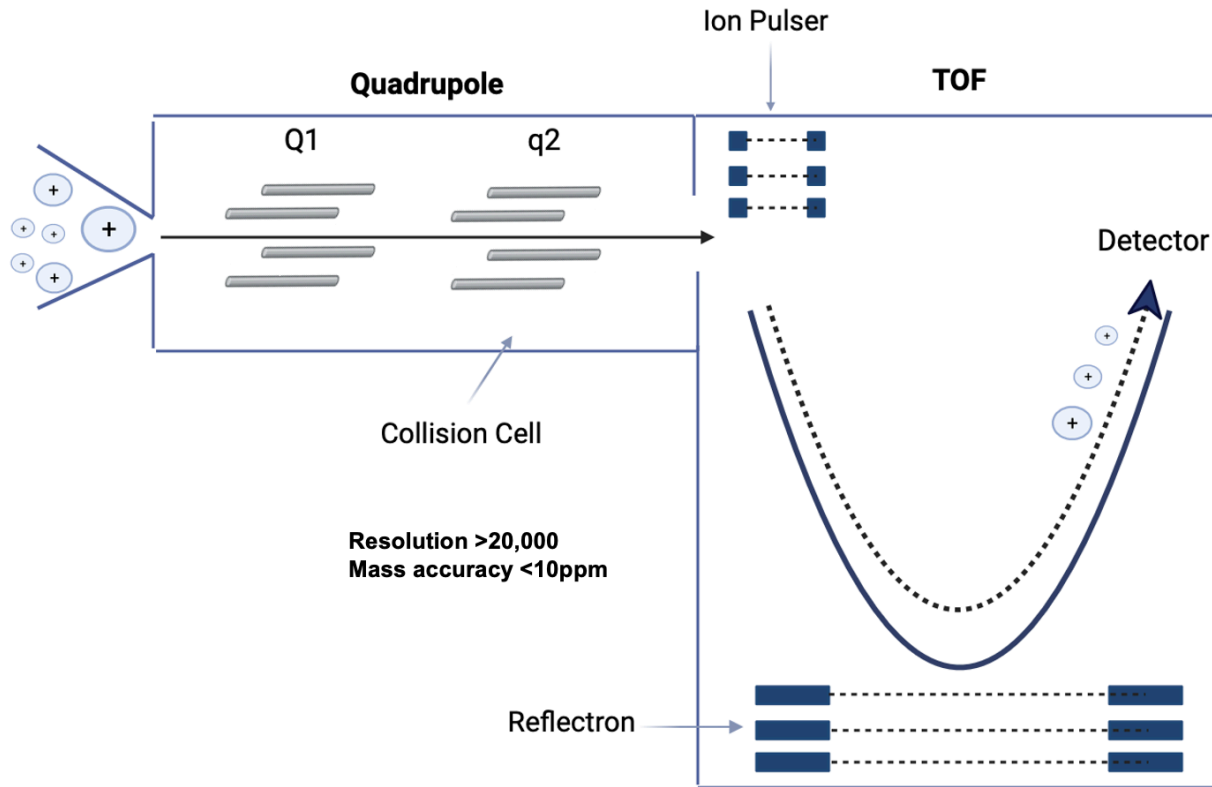 Ion Pulser
Quadrupole
TOF
Q1
q2
+
+
+
+
+
+
Detector
+
+
+
Collision Cell
Resolution >20,000
Mass accuracy <10ppm
Reflectron